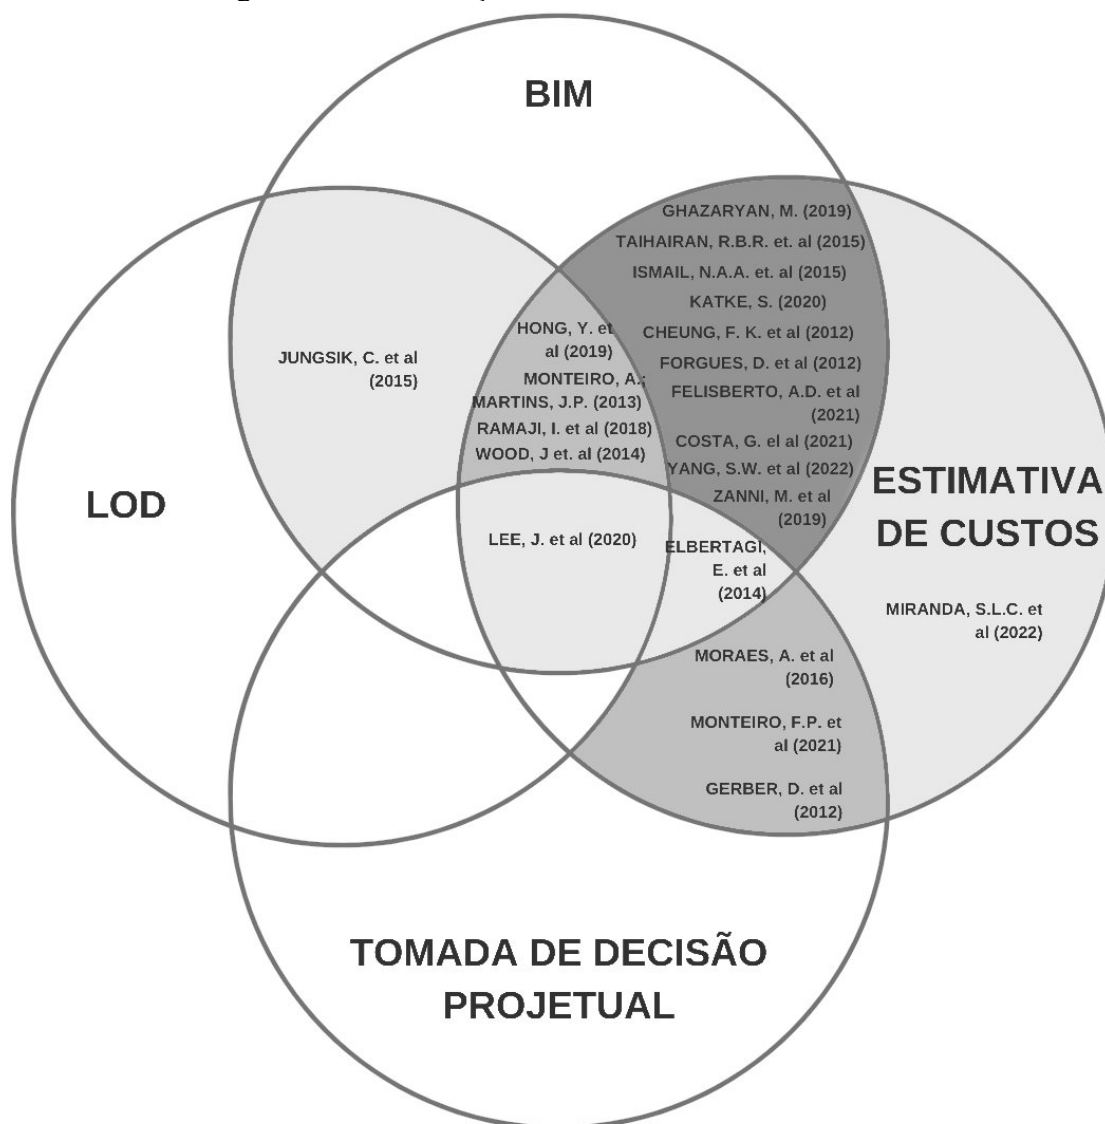 BIM
GHAZARYAN, M. (2019)
TAIHAIRAN, R.B.R. et. al (2015)
ISMAIL, N.A.A. et. al (2015)
KATKE, S. (2020)
CHEUNG, F. K. et al (2012)
FORGUES, D. et al (2012)
FELISBERTO, A.D. et al
(2021)
COSTA, G. el al (2021)
YANG, S.W. et al (2022)
ZANNI, M. et al
(2019)
HONG, Y. et
al (2019)
MONTEIRO, A.;
MARTINS, J.P. (2013)
RAMAJI, I. et al (2018)
WOOD, J et. al (2014)
JUNGSIK, C. et al
(2015)
LOD
ESTIMATIVA
DE CUSTOS
LEE, J. et al (2020)
ELBERTAGI,
E. et al
(2014)
MIRANDA, S.L.C. et
al (2022)
MORAES, A. et al
(2016)
MONTEIRO, F.P. et
al (2021)
GERBER, D. et al
(2012)
TOMADA DE DECISÃO
PROJETUAL